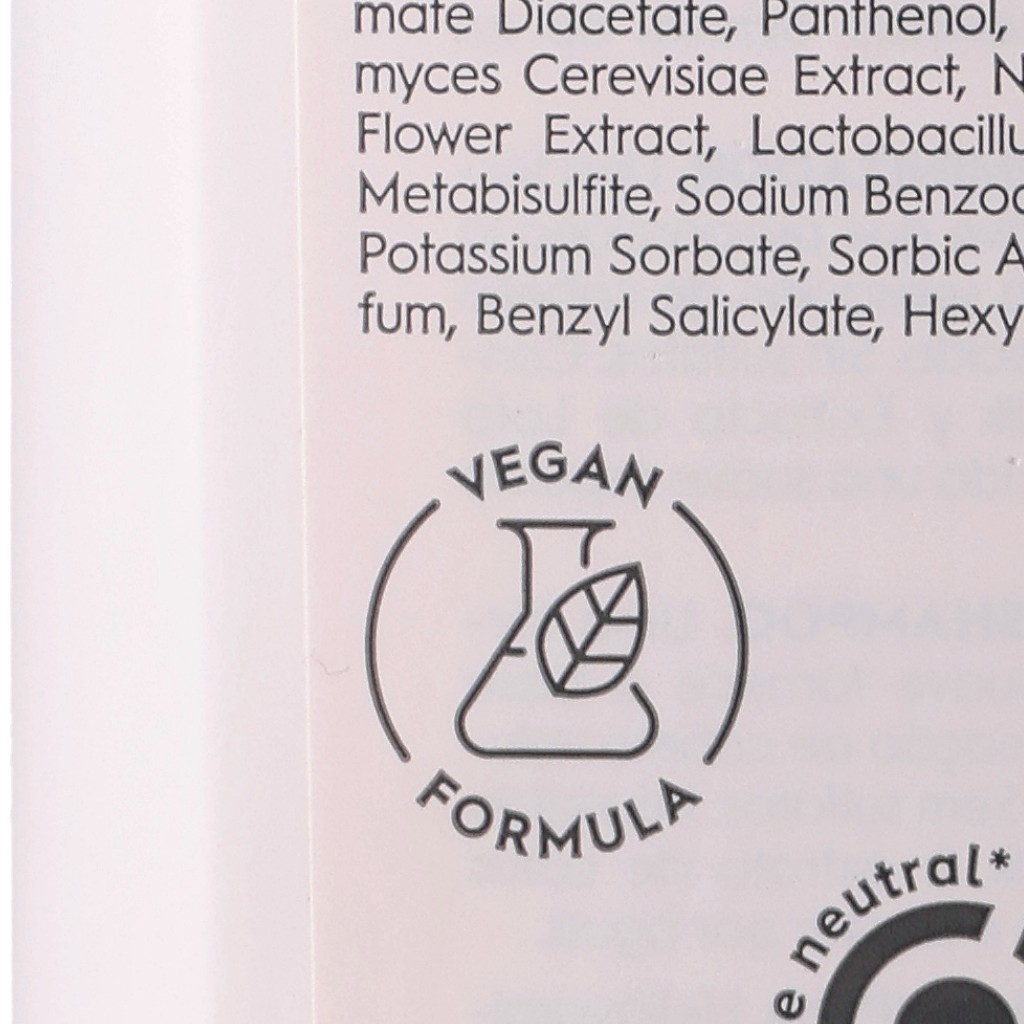 mate Diacetate, Panthenol,
myces Cerevisiae Extract, N
Flower Extract, Lactobacillu
Metabisulfite, Sodium Benzoa
Potassium Sorbate, Sorbic A
fum, Benzyl Salicylate, Hexy
VEGAN
FORMULA
e neutral*